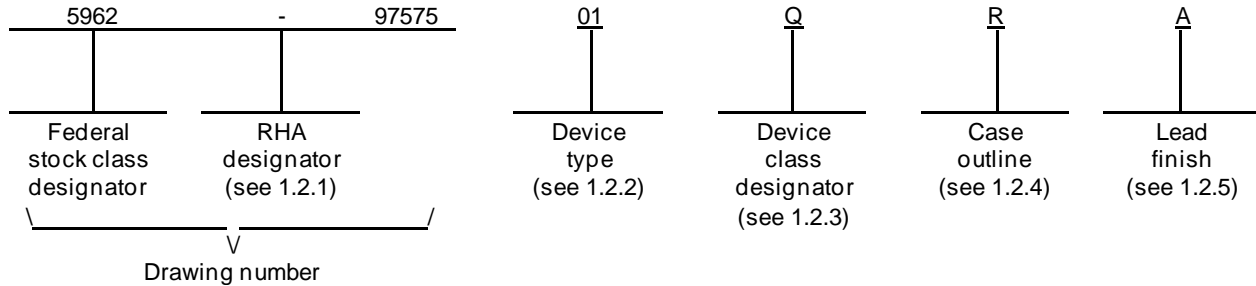 5962 - 97575 01 Q R A
Federal stock class designator
RHA designator (see 1.2.1)
Device type (see 1.2.2)
Device class designator (see 1.2.3)
Case outline (see 1.2.4)
Lead finish (see 1.2.5)
\ / \/
Drawing number